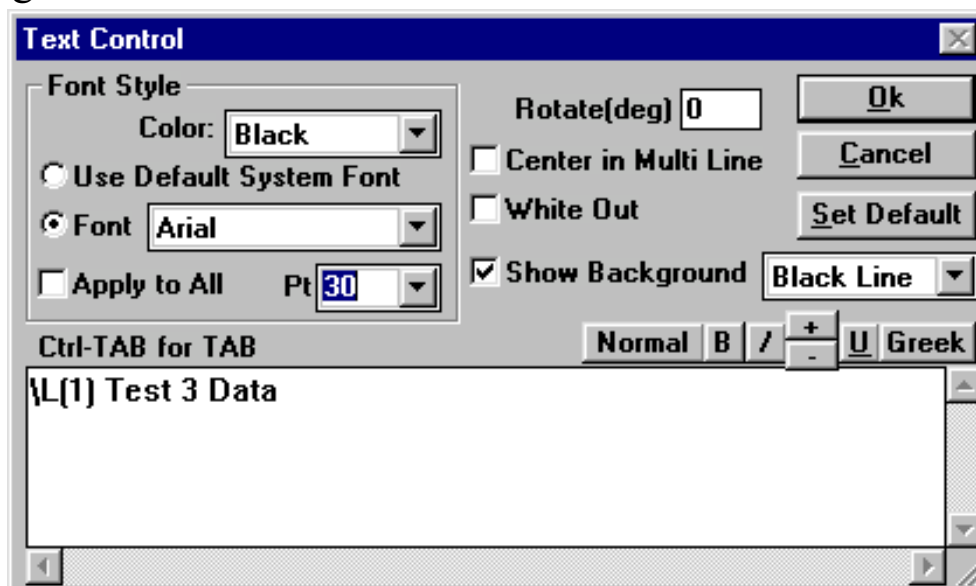 Text Control
Font Style
Color: Black
Use Default System Font
Font Arial
Apply to All Pt 30
Rotate(deg) 0
Center in Multi Line
White Out
Show Background Black Line
Ok
Cancel
Set Default
Ctrl-TAB for TAB
Normal B / + - U Greek
\L(1) Test 3 Data